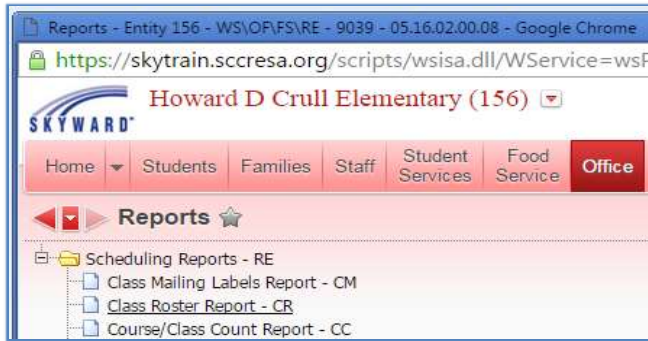 Reports - Entity 156 - WS\OF\FS\RE - 9039 - 05.16.02.00.08 - Google Chrome
https://skytrain.sccresa.org/scripts/wsisa.dll/WService=wsF
SKYWARD
Howard D Crull Elementary (156)
Home Students Families Staff Student Services Food Service Office
Reports
Scheduling Reports - RE
Class Mailing Labels Report - CM
Class Roster Report - CR
Course/Class Count Report - CC